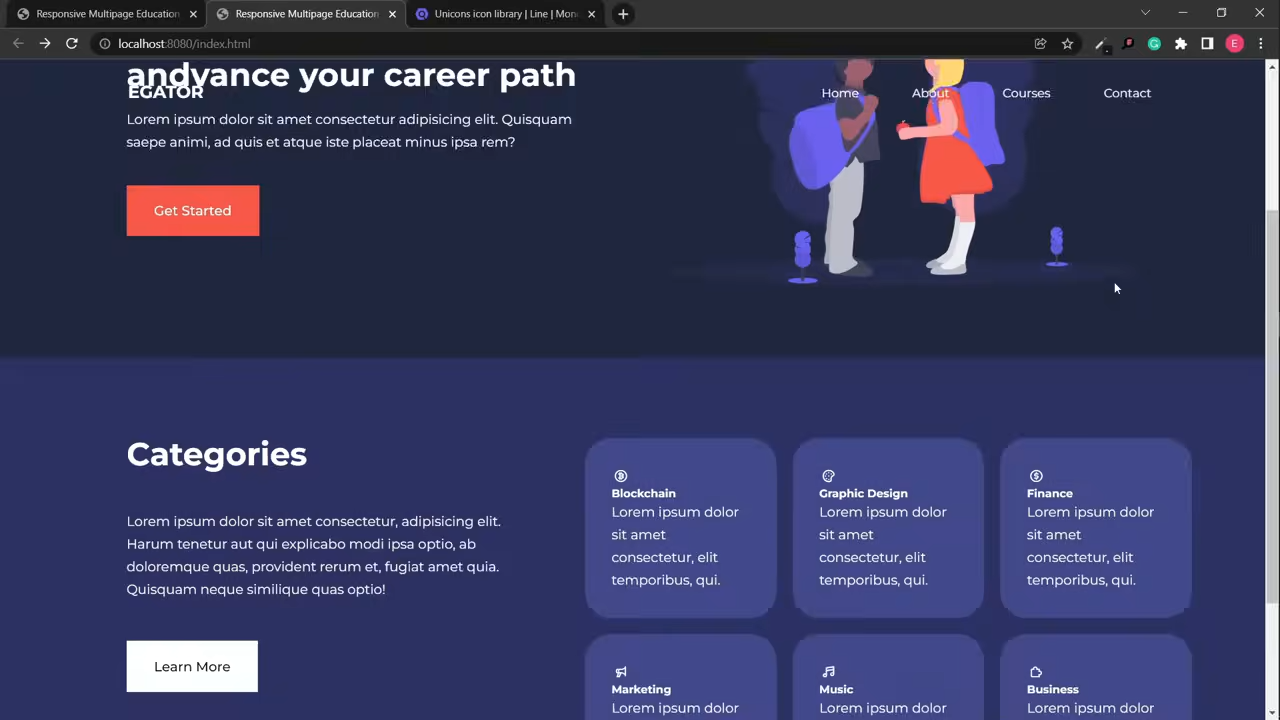 Responsive Multipage Education
Responsive Multipage Education
Unicons icon library | Line | Mon
localhost:8080/index.html
E
andvance your career path
EGATOR
Home
About
Courses
Contact
Lorem ipsum dolor sit amet consectetur adipisicing elit. Quisquam
saepe animi, ad quis et atque iste placeat minus ipsa rem?
Get Started
Categories
Lorem ipsum dolor sit amet consectetur, adipisicing elit.
Harum tenetur aut qui explicabo modi ipsa optio, ab
doloremque quas, provident rerum et, fugiat amet quia.
Quisquam neque similique quas optio!
Learn More
Blockchain
Lorem ipsum dolor
sit amet
consectetur, elit
temporibus, qui.
Graphic Design
Lorem ipsum dolor
sit amet
consectetur, elit
temporibus, qui.
Finance
Lorem ipsum dolor
sit amet
consectetur, elit
temporibus, qui.
Marketing
Lorem ipsum dolor
Music
Lorem ipsum dolor
Business
Lorem ipsum dolor